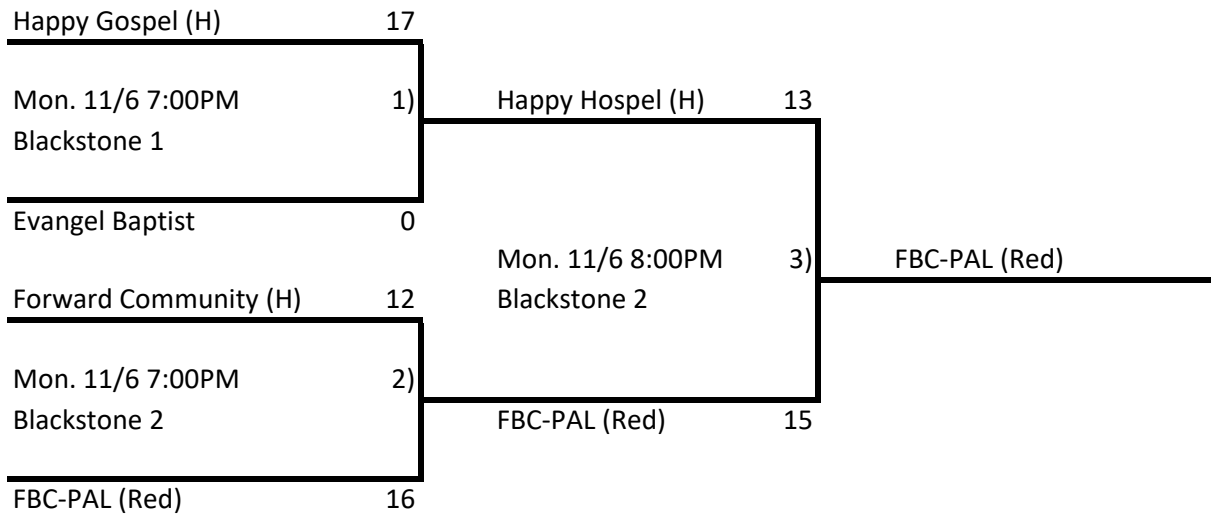 Happy Gospel (H) 17
Mon. 11/6 7:00PM 1) Happy Hospel (H) 13
Blackstone 1
Evangel Baptist 0
Mon. 11/6 8:00PM 3) FBC-PAL (Red)
Forward Community (H) 12 Blackstone 2
Mon. 11/6 7:00PM 2)
Blackstone 2 FBC-PAL (Red) 15
FBC-PAL (Red) 16